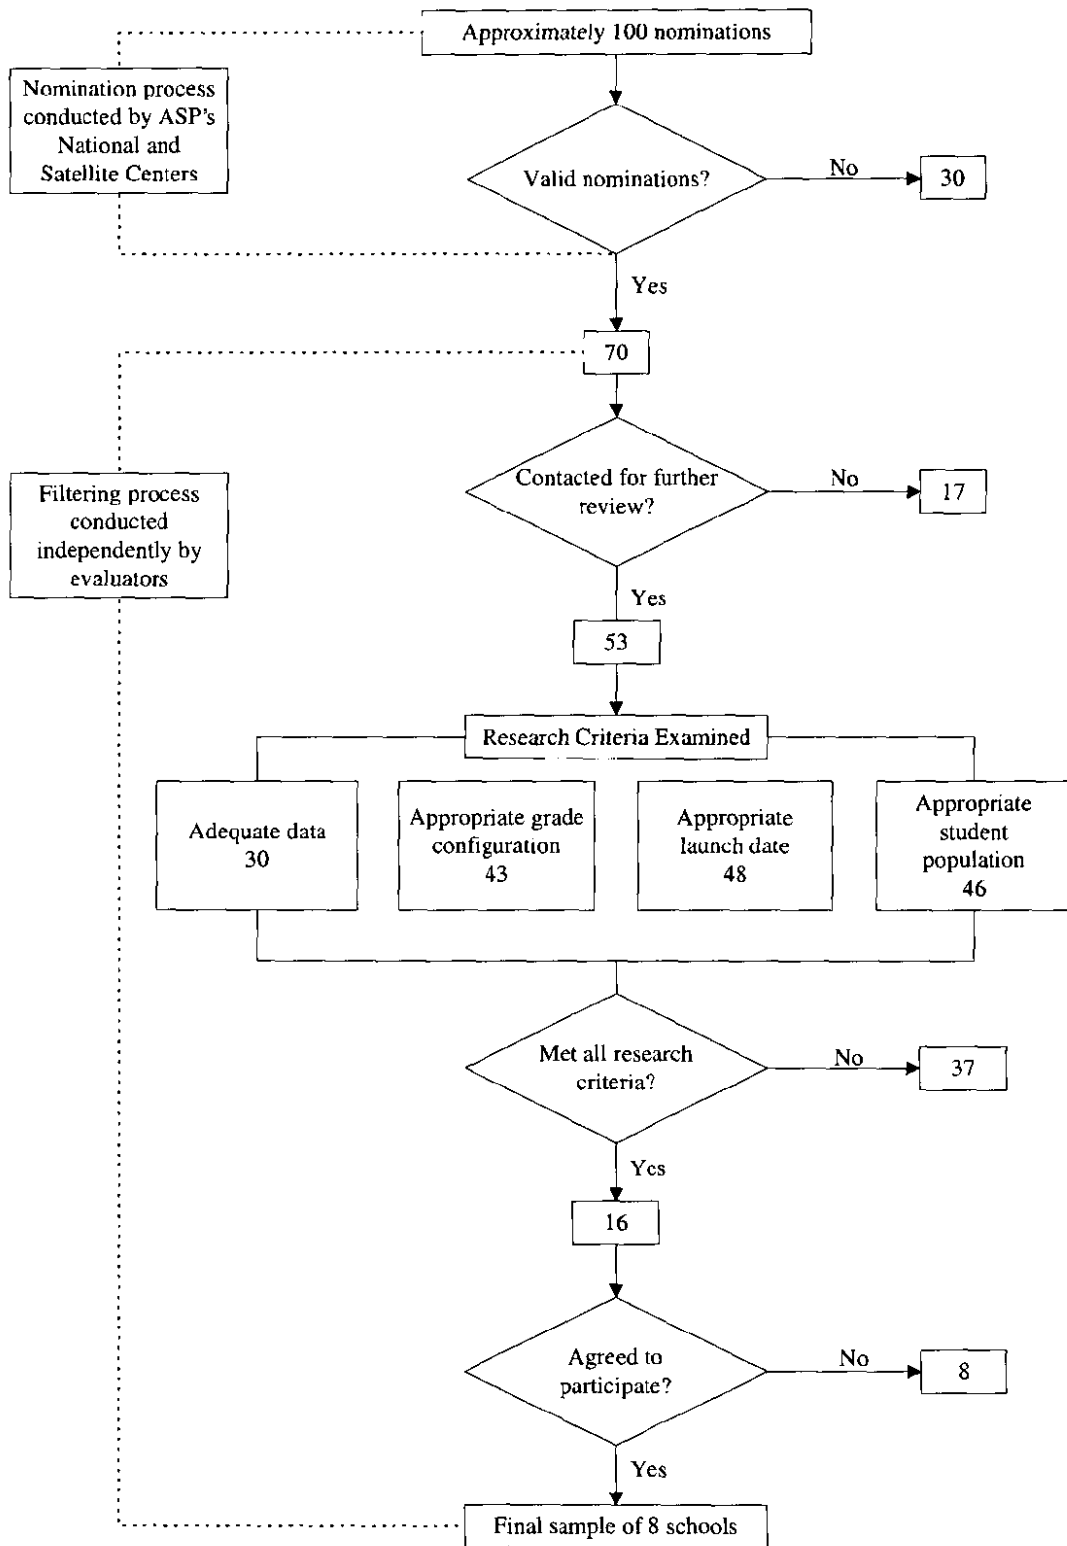 Approximately 100 nominations
Nomination process
conducted by ASP's
National and
Satellite Centers
Valid nominations?
No
30
Yes
70
Filtering process
conducted
independently by
evaluators
Contacted for further
review?
No
17
Yes
53
Research Criteria Examined
Adequate data
30
Appropriate grade
configuration
43
Appropriate
launch date
48
Appropriate
student
population
46
Met all research
criteria?
No
37
Yes
16
Agreed to
participate?
No
8
Yes
Final sample of 8 schools